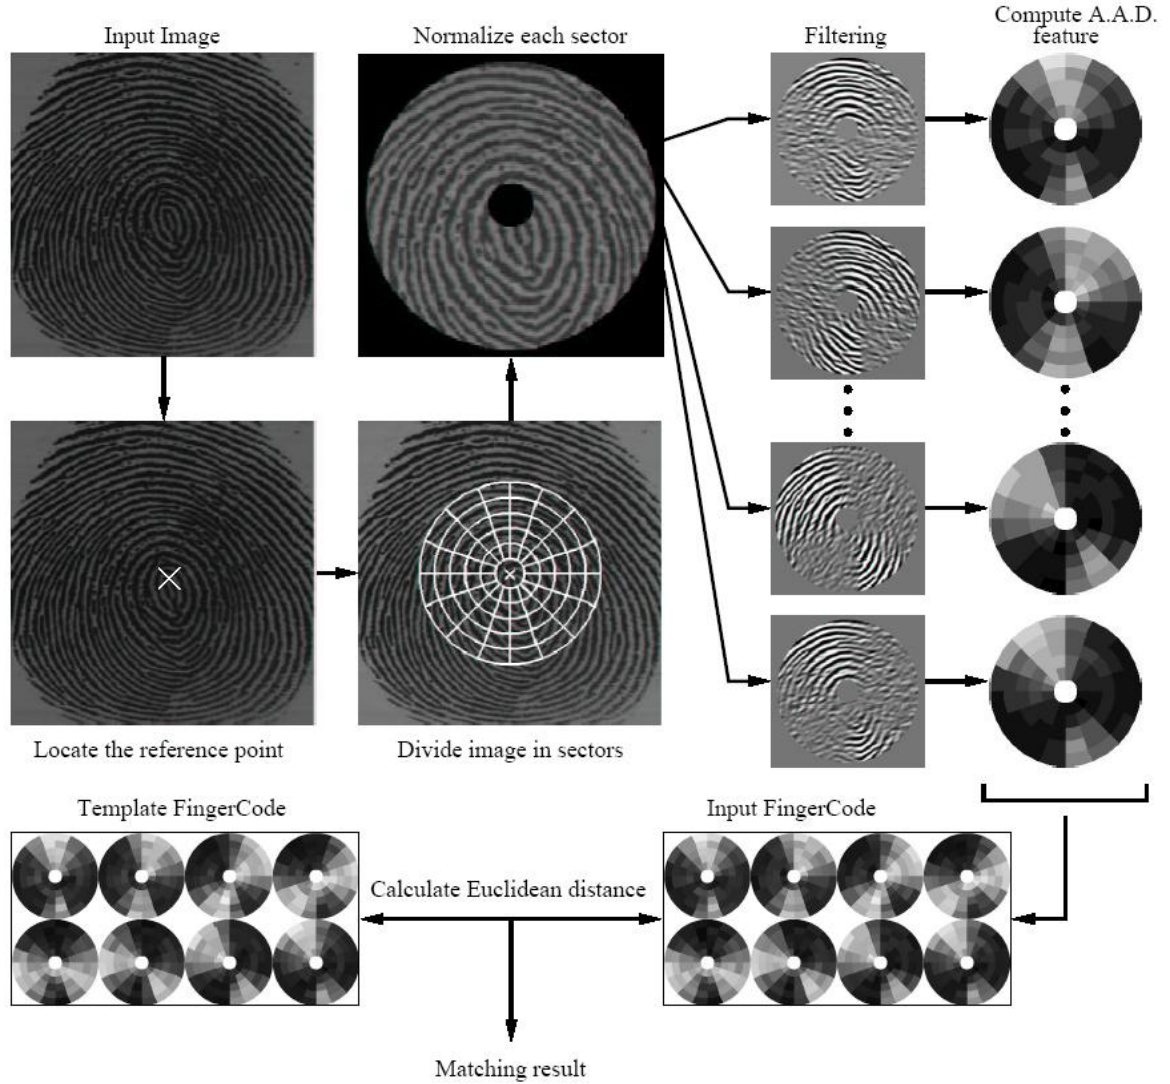 Input Image
Normalize each sector
Filtering
Compute A.A.D.
feature
Locate the reference point
Divide image in sectors
Template FingerCode
Input FingerCode
Calculate Euclidean distance
Matching result